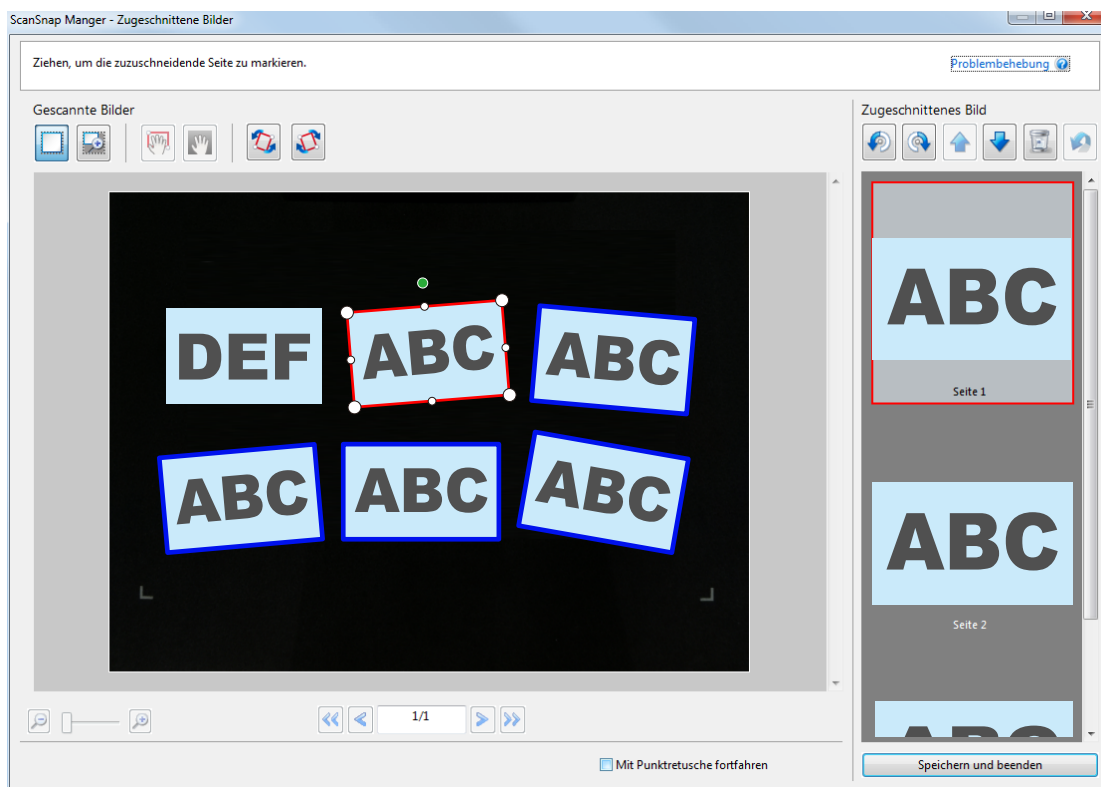 ScanSnap Manger - Zugeschnittene Bilder
Ziehen, um die zuzuschneidende Seite zu markieren.
Problembehebung
Gescannte Bilder
Zugeschnittenes Bild
DEF ABC ABC
ABC ABC ABC
ABC
Seite 1
ABC
Seite 2
ABC
1/1
Mit Punktretusche fortfahren
Speichern und beenden